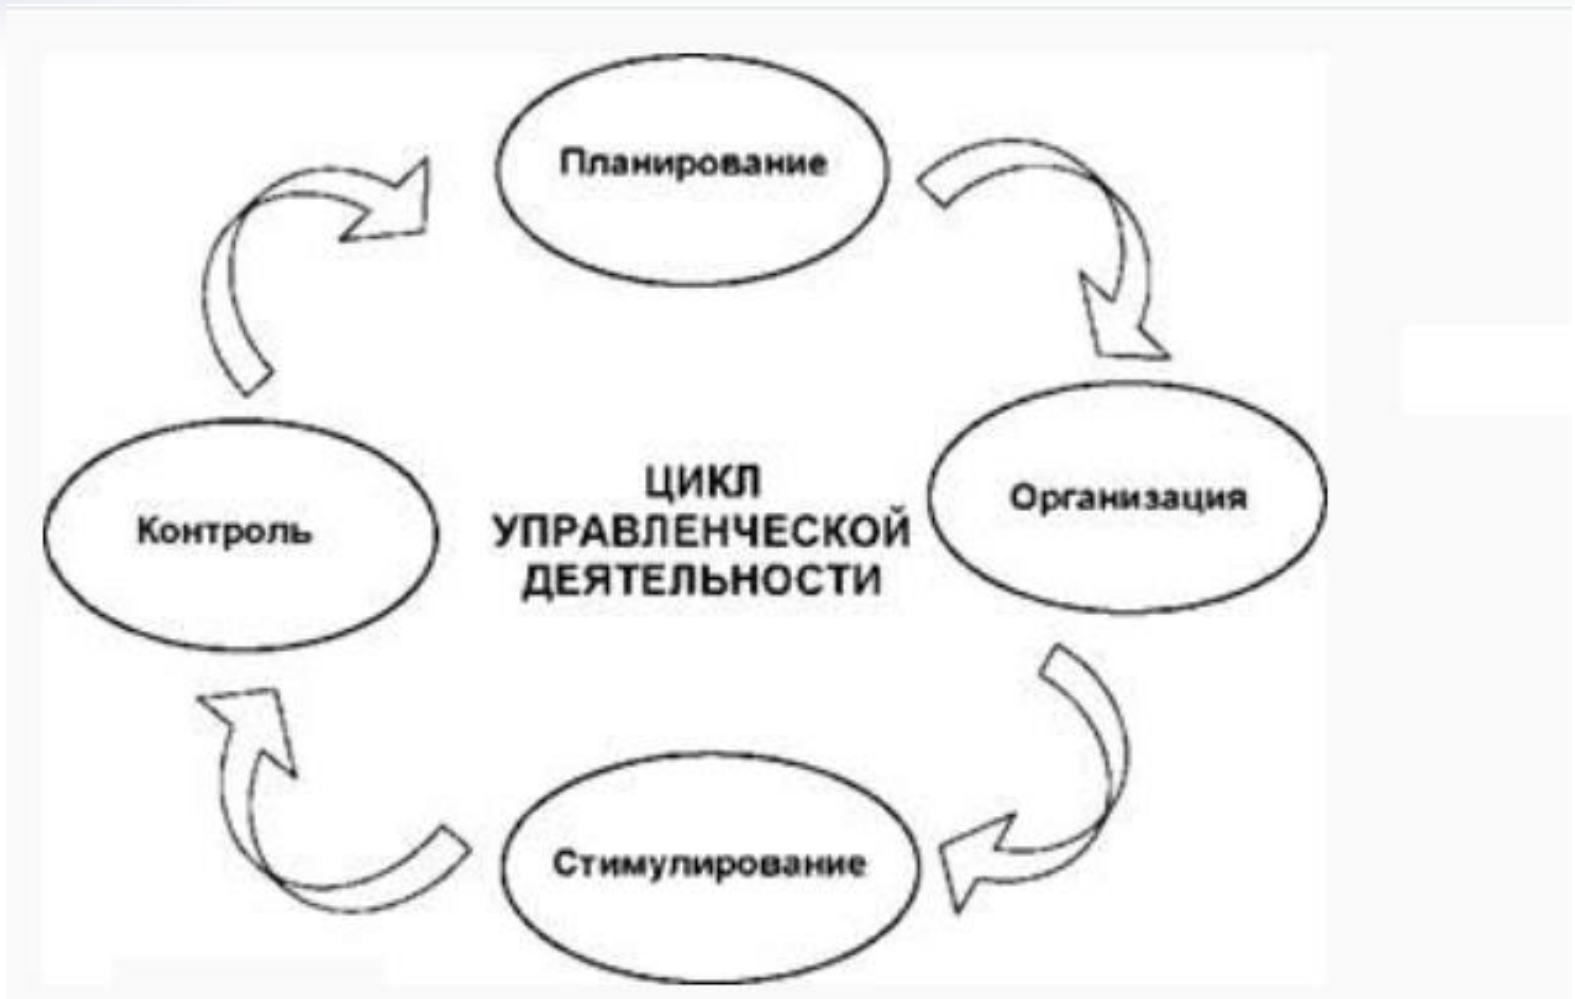 Планирование
Организация
Контроль
ЦИКЛ
УПРАВЛЕНЧЕСКОЙ
ДЕЯТЕЛЬНОСТИ
Стимулирование